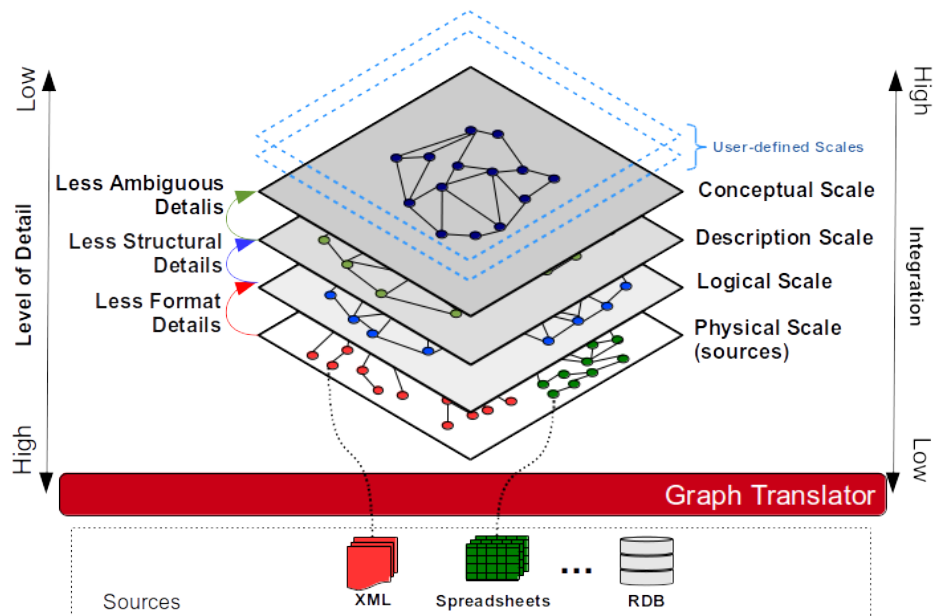 Low
High
User-defined Scales
Less Ambiguous
Detalis
Conceptual Scale
Less Structural
Details
Description Scale
Less Format
Details
Logical Scale
Physical Scale
(sources)
Level of Detail
Integration
High
Low
Graph Translator
...
Sources
XML
Spreadsheets
RDB